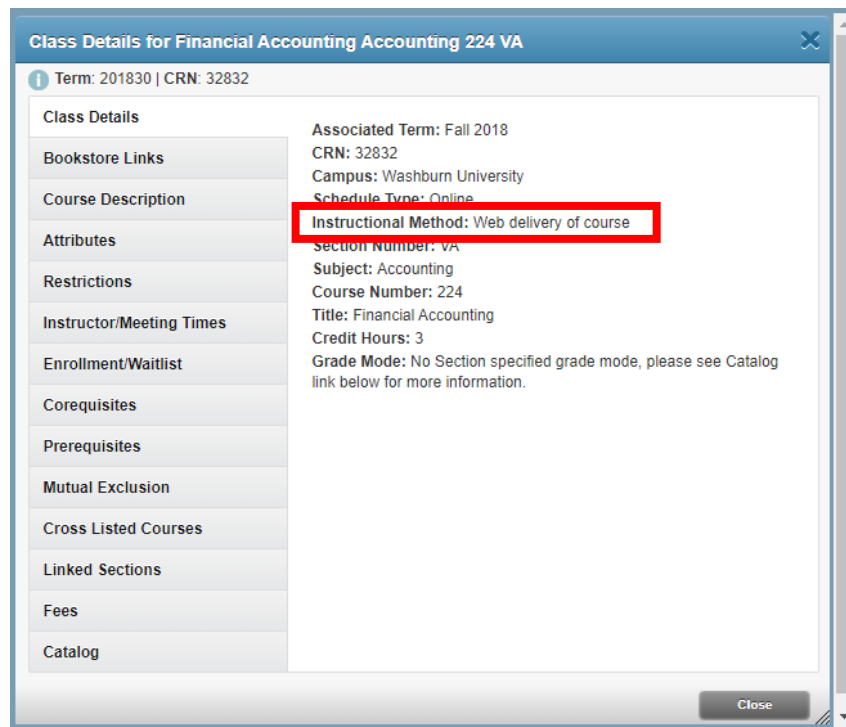 Class Details for Financial Accounting Accounting 224 VA
Term: 201830 | CRN: 32832
Class Details
Bookstore Links
Course Description
Attributes
Restrictions
Instructor/Meeting Times
Enrollment/Waitlist
Corequisites
Prerequisites
Mutual Exclusion
Cross Listed Courses
Linked Sections
Fees
Catalog
Associated Term: Fall 2018
CRN: 32832
Campus: Washburn University
Schedule Type: Online
Instructional Method: Web delivery of course
Section Number: VA
Subject: Accounting
Course Number: 224
Title: Financial Accounting
Credit Hours: 3
Grade Mode: No Section specified grade mode, please see Catalog
link below for more information.
Close